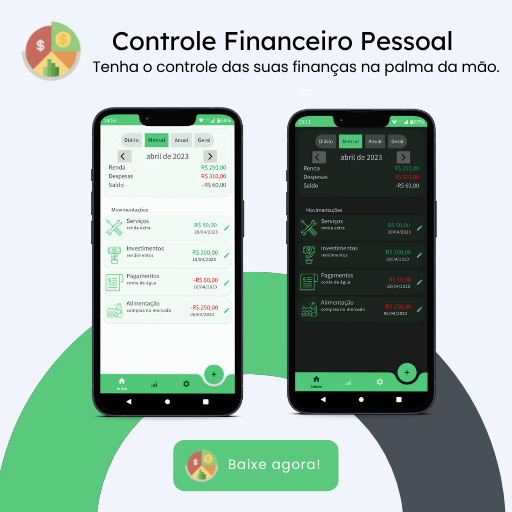 Controle Financeiro Pessoal
Tenha o controle das suas finanças na palma da mão.
Diário Mensal Anual Geral
abril de 2023
Renda R$ 250,00
Despesas R$ 310,00
Saldo -R$ 60,00
Movimentações
Serviços R$ 50,00
renda extra 20/04/2023
Investimentos R$ 200,00
rendimentos 18/04/2023
Pagamentos -R$ 60,00
conta de água 18/04/2023
Alimentação -R$ 250,00
compras no mercado 06/04/2023
+
Início
Diário Mensal Anual Geral
abril de 2023
Renda R$ 250,00
Despesas R$ 310,00
Saldo -R$ 60,00
Movimentações
Serviços R$ 50,00
renda extra 20/04/2023
Investimentos R$ 200,00
rendimentos 18/04/2023
Pagamentos -R$ 60,00
conta de água 18/04/2023
Alimentação -R$ 250,00
compras no mercado 06/04/2023
+
Início
Baixe agora!